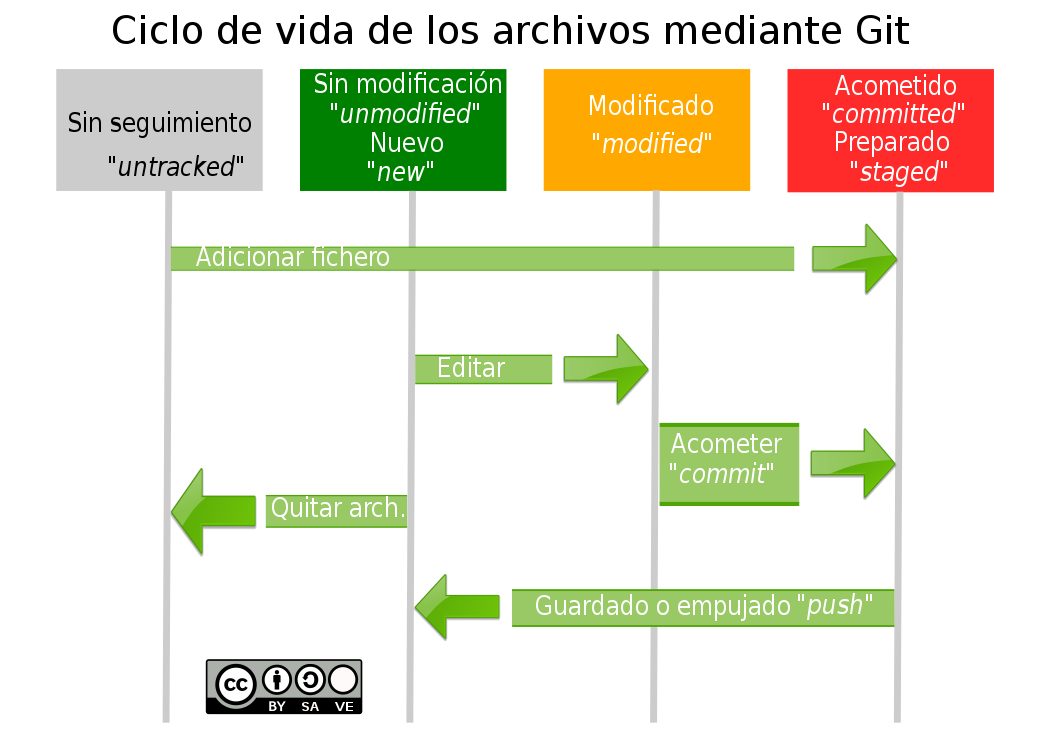 Ciclo de vida de los archivos mediante Git
Sin seguimiento
"untracked"
Sin modificación
"unmodified"
Nuevo
"new"
Modificado
"modified"
Acometido
"committed"
Preparado
"staged"
Adicionar fichero
Editar
Acometer
"commit"
Quitar arch.
Guardado o empujado "push"
cc
BY SA VE